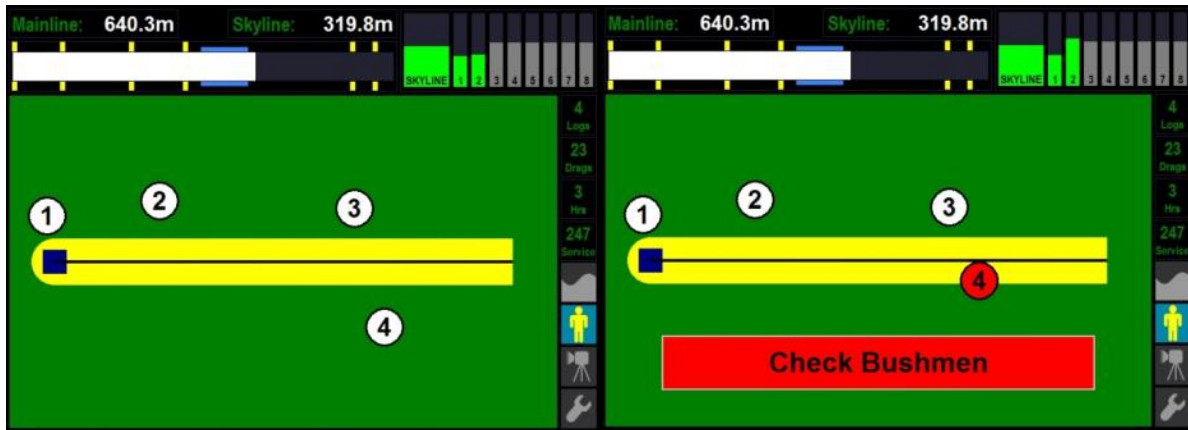 Mainline: 640.3m Skyline: 319.8m
SKYLINE 1 2 3 4 5 6 7 8
4
Logs
23
Drags
3
Hrs
247
Service
1
2
3
4
Mainline: 640.3m Skyline: 319.8m
SKYLINE 1 2 3 4 5 6 7 8
4
Logs
23
Drags
3
Hrs
247
Service
1
2
3
4
Check Bushmen